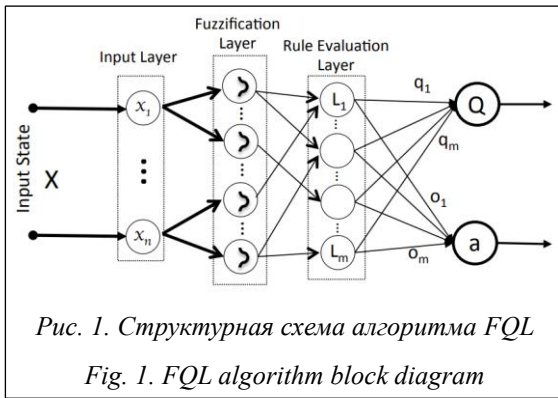 Fuzzification
Layer
Rule Evaluation
Layer
Input Layer
Input State
X
x₁
xₙ
L₁
Lₘ
q₁
qₘ
o₁
oₘ
Q
a
Рис. 1. Структурная схема алгоритма FQL
Fig. 1. FQL algorithm block diagram